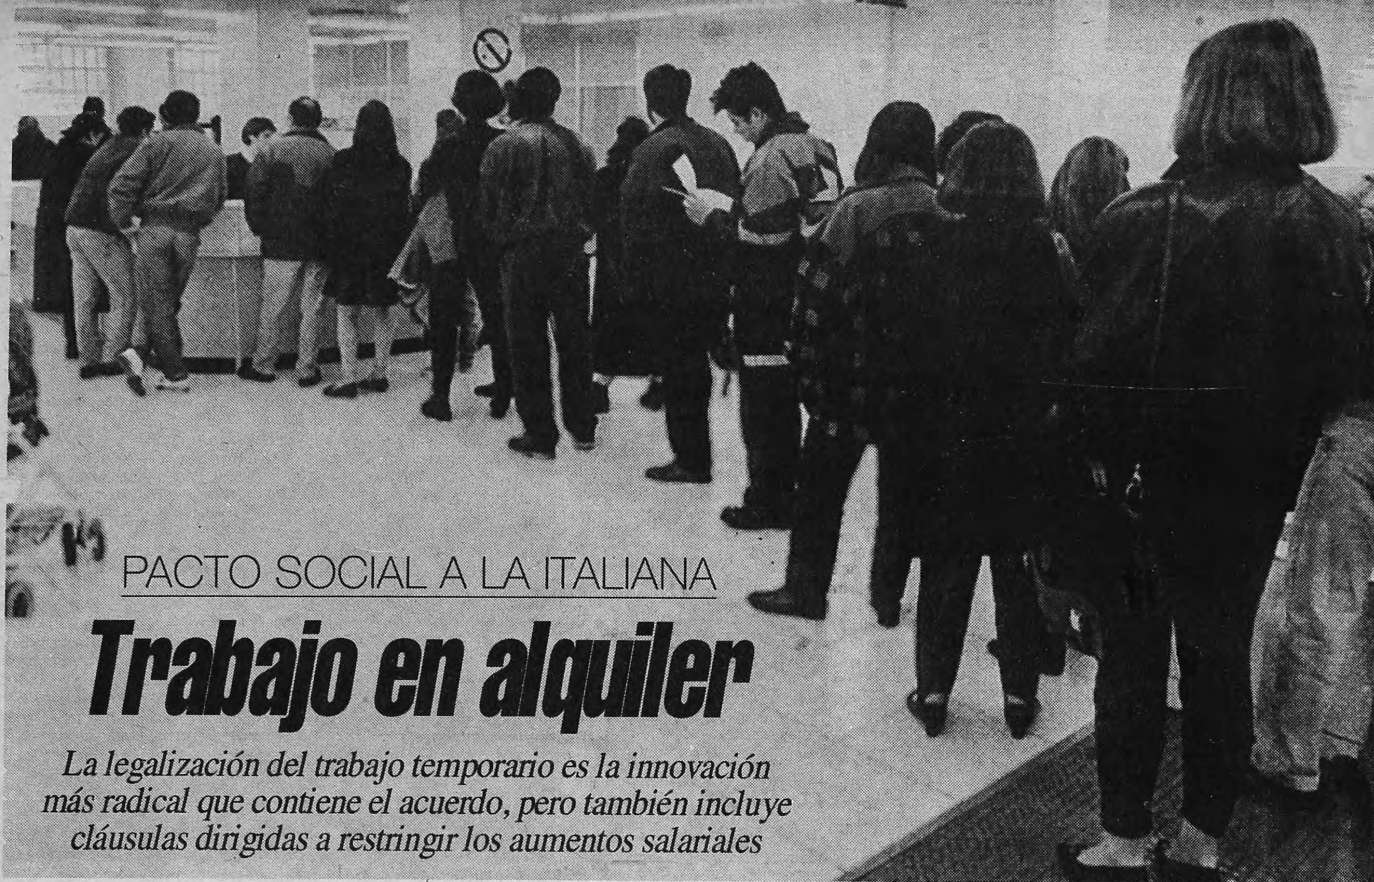 PACTO SOCIAL A LA ITALIANA
Trabajo en alquiler
La legalización del trabajo temporario es la innovación
más radical que contiene el acuerdo, pero también incluye
cláusulas dirigidas a restringir los aumentos salariales